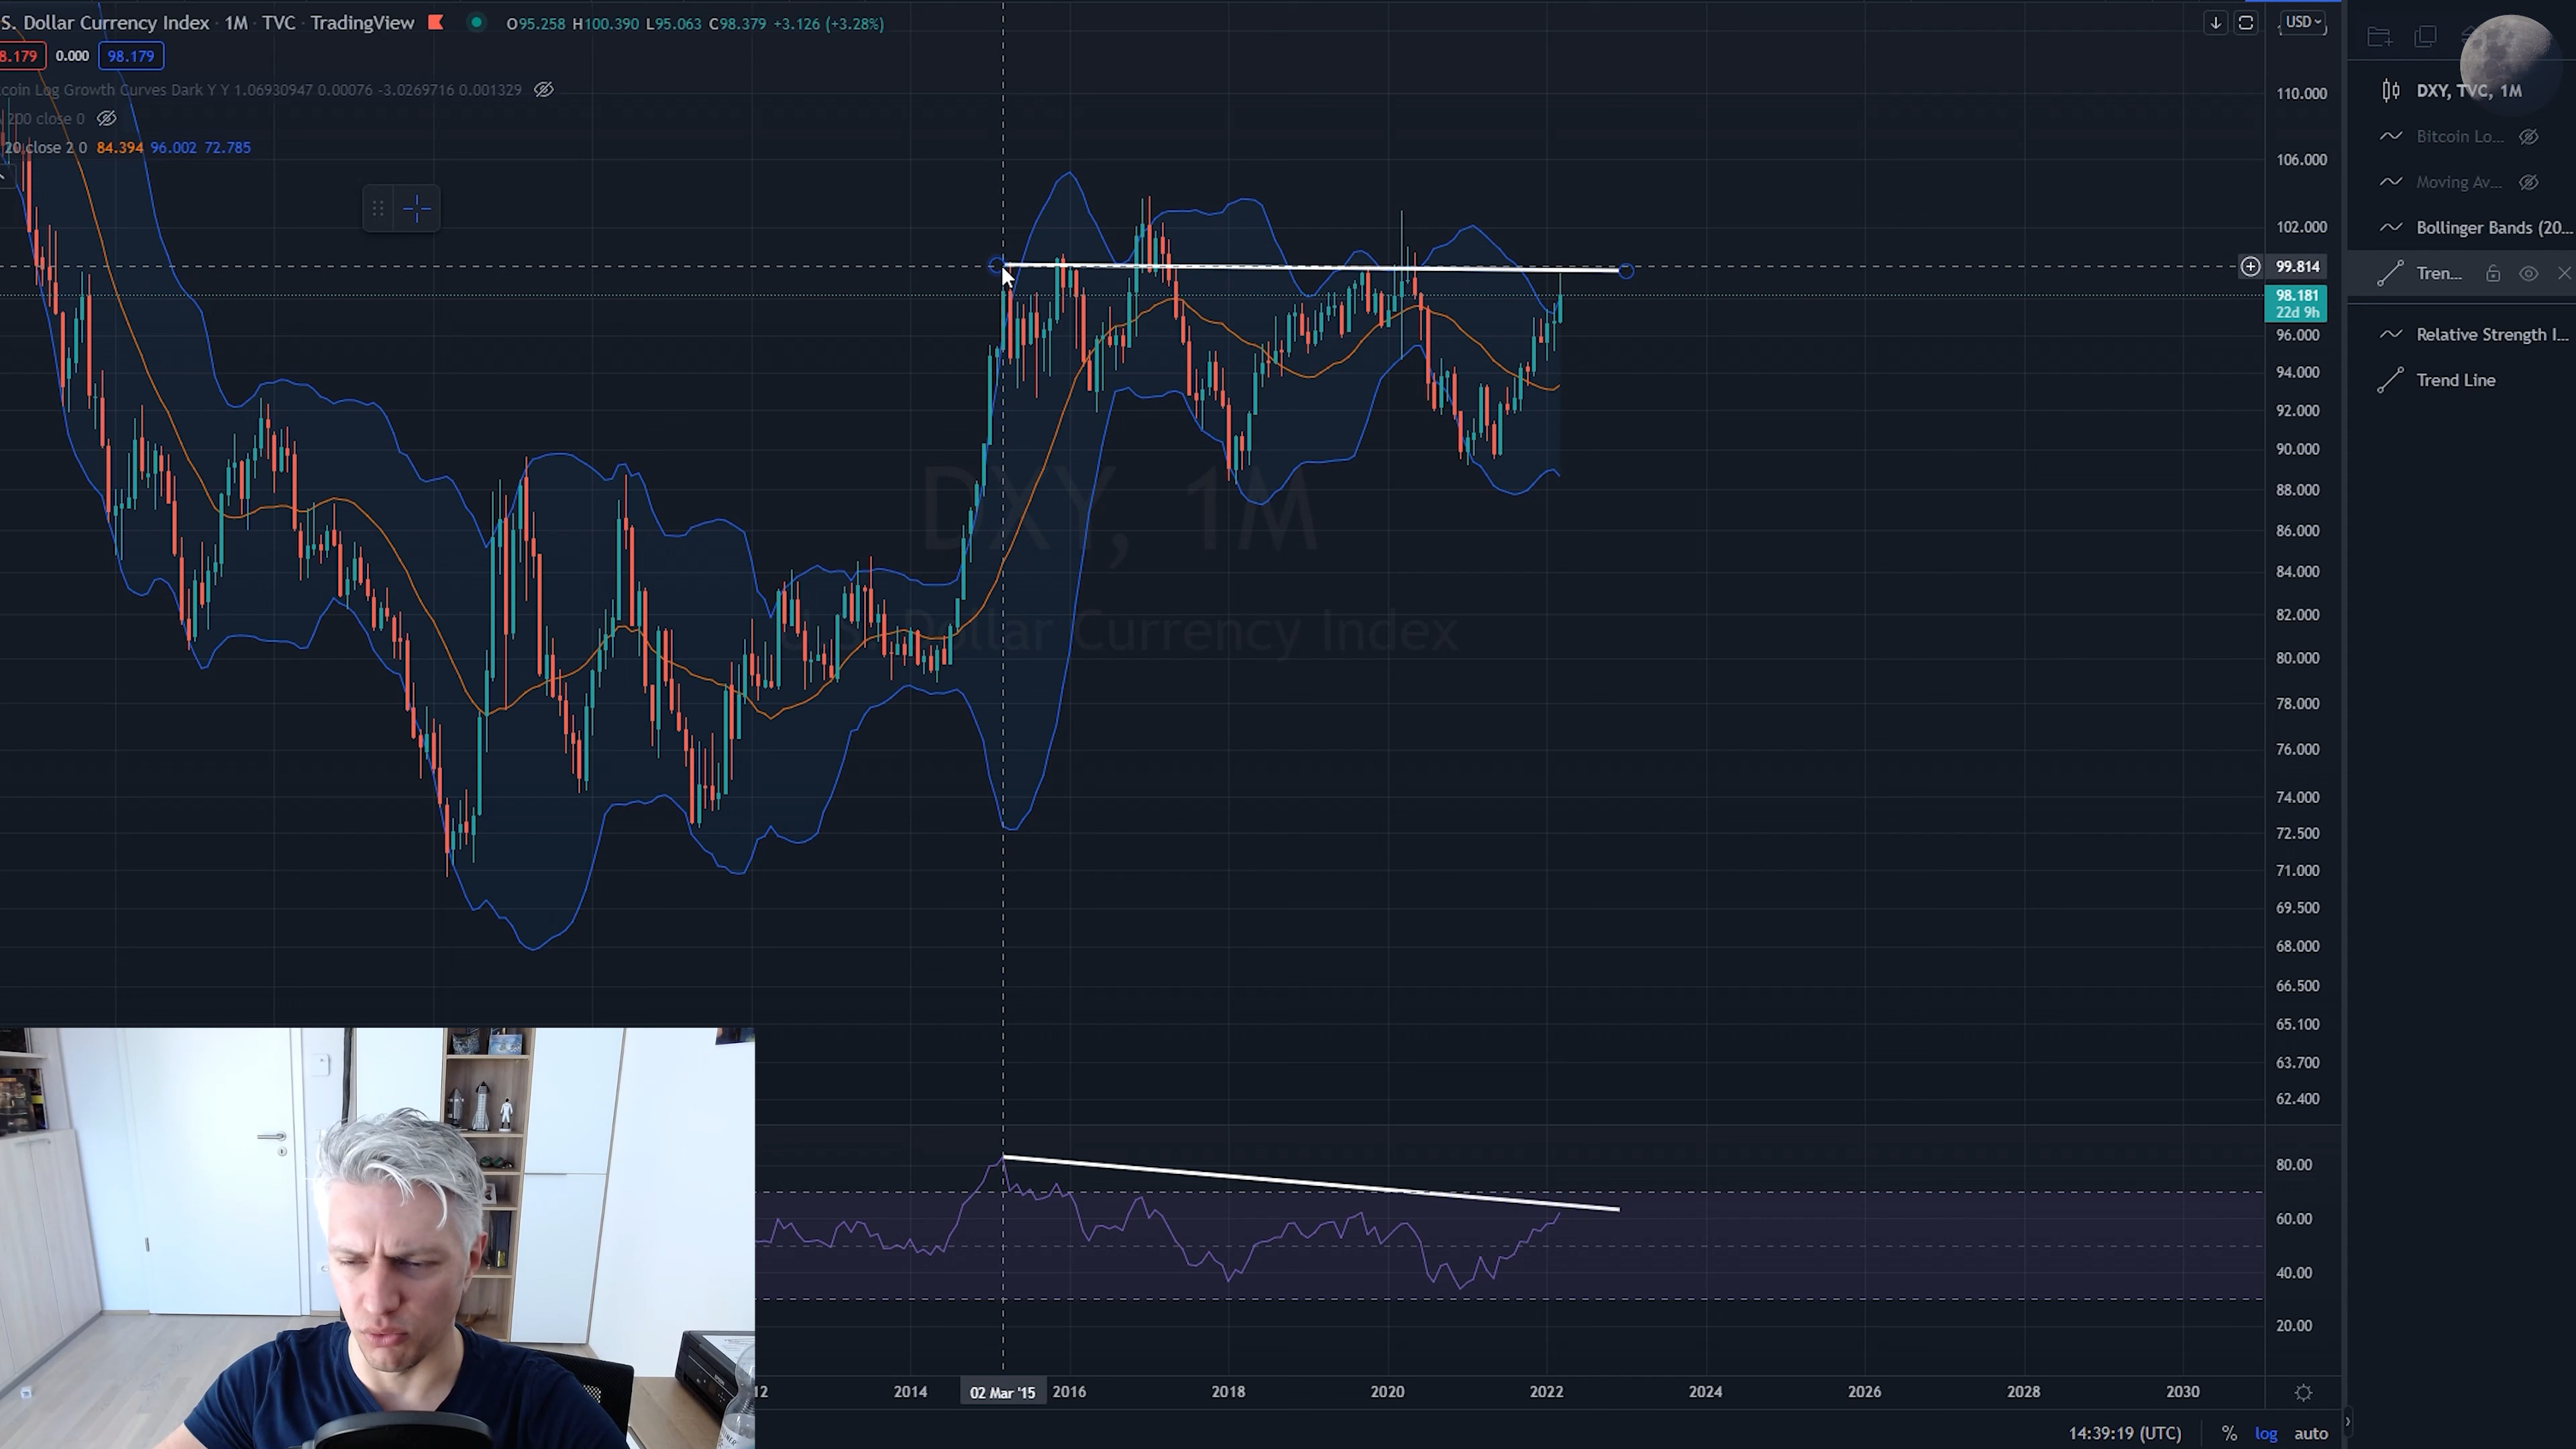 S. Dollar Currency Index · 1M · TVC · TradingView O95.258 H100.390 L95.063 C98.379 +3.126 (+3.28%)
8.179 0.000 98.179
coin Log Growth Curves Dark Y Y 1.06930947 0.00076 -3.0269716 0.001329
200 close 0
20 close 2 0 84.394 96.002 72.785
USD
110.000
106.000
102.000
99.814
98.181
22d 9h
96.000
94.000
92.000
90.000
88.000
86.000
84.000
82.000
80.000
78.000
76.000
74.000
72.500
71.000
69.500
68.000
66.500
65.100
63.700
62.400
80.00
60.00
40.00
20.00
DXY, 1M
U.S. Dollar Currency Index
12 2014 02 Mar '15 2016 2018 2020 2022 2024 2026 2028 2030
14:39:19 (UTC) % log auto
DXY, TVC, 1M
Bitcoin Lo...
Moving Av...
Bollinger Bands (20...
Tren...
Relative Strength I...
Trend Line